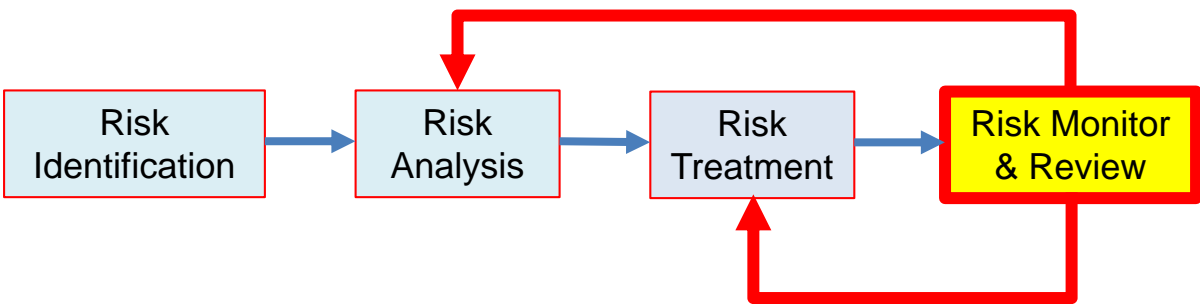 Risk
Identification
Risk
Analysis
Risk
Treatment
Risk Monitor
& Review